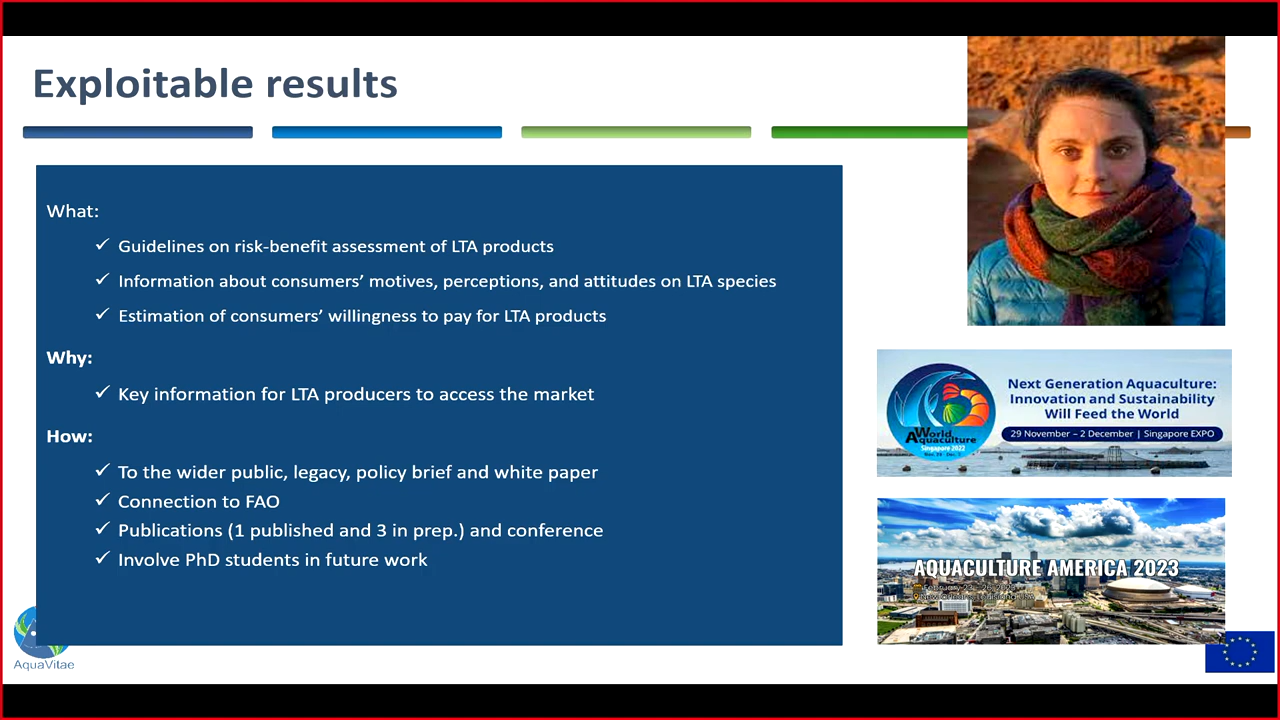 Exploitable results
What:
✓ Guidelines on risk-benefit assessment of LTA products
✓ Information about consumers’ motives, perceptions, and attitudes on LTA species
✓ Estimation of consumers’ willingness to pay for LTA products
Why:
✓ Key information for LTA producers to access the market
How:
✓ To the wider public, legacy, policy brief and white paper
✓ Connection to FAO
✓ Publications (1 published and 3 in prep.) and conference
✓ Involve PhD students in future work
Next Generation Aquaculture:
Innovation and Sustainability
Will Feed the World
29 November – 2 December | Singapore EXPO
World
Aquaculture
Singapore 2022
AQUACULTURE AMERICA 2023
AquaVitae